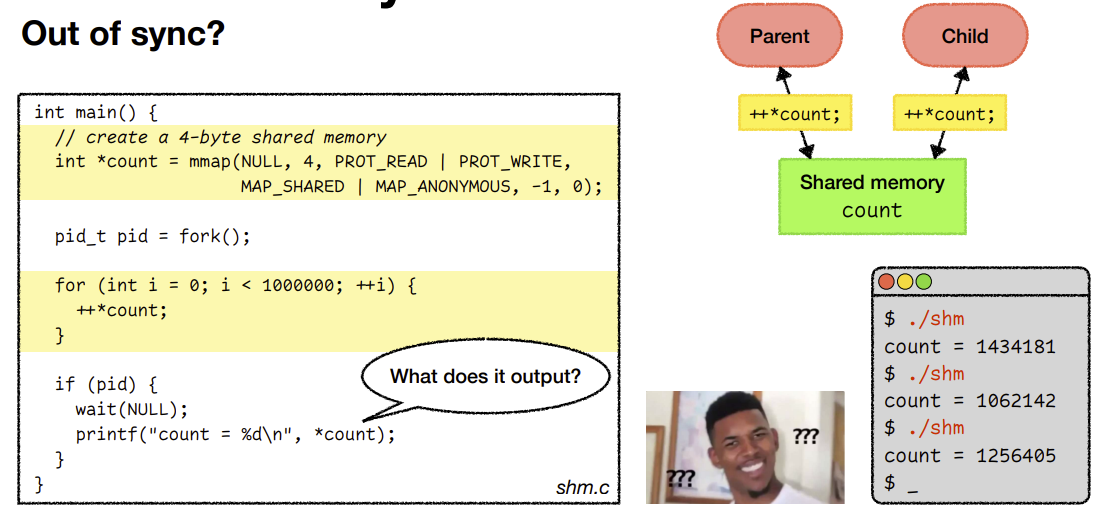 Out of sync?
int main() {
// create a 4-byte shared memory
int *count = mmap(NULL, 4, PROT_READ | PROT_WRITE,
MAP_SHARED | MAP_ANONYMOUS, -1, 0);
pid_t pid = fork();
for (int i = 0; i < 1000000; ++i) {
++*count;
}
if (pid) {
wait(NULL);
printf("count = %d\n", *count);
}
}
What does it output?
shm.c
Parent
Child
++*count;
++*count;
Shared memory
count
???
???
$ ./shm
count = 1434181
$ ./shm
count = 1062142
$ ./shm
count = 1256405
$ _